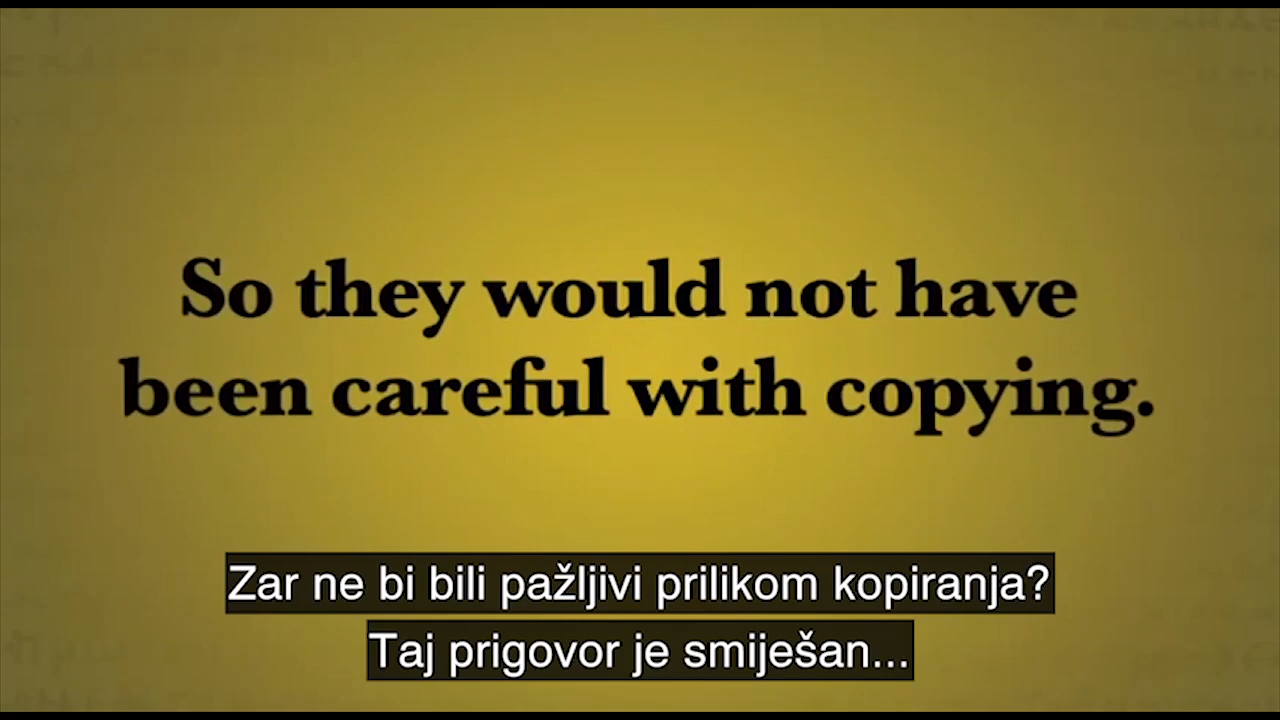 So they would not have
been careful with copying.
Zar ne bi bili pažljivi prilikom kopiranja?
Taj prigovor je smiješan...